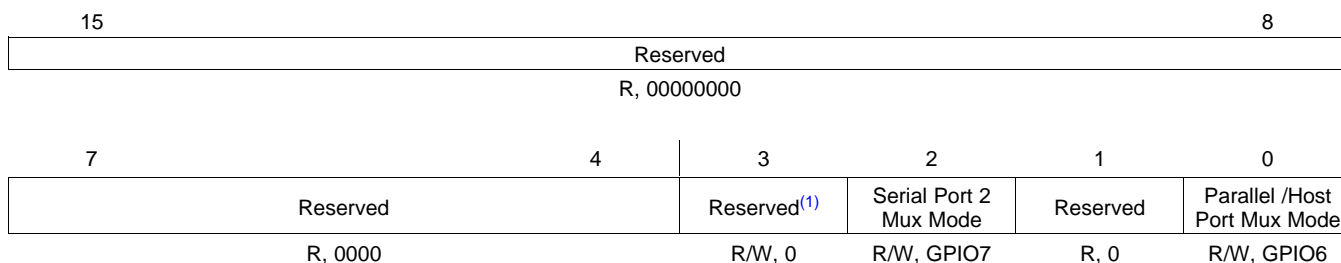 15 8
Reserved
R, 00000000
7 4 3 2 1 0
Reserved Reserved(1) Serial Port 2 Mux Mode Reserved Parallel /Host Port Mux Mode
R, 0000 R/W, 0 R/W, GPIO7 R, 0 R/W, GPIO6